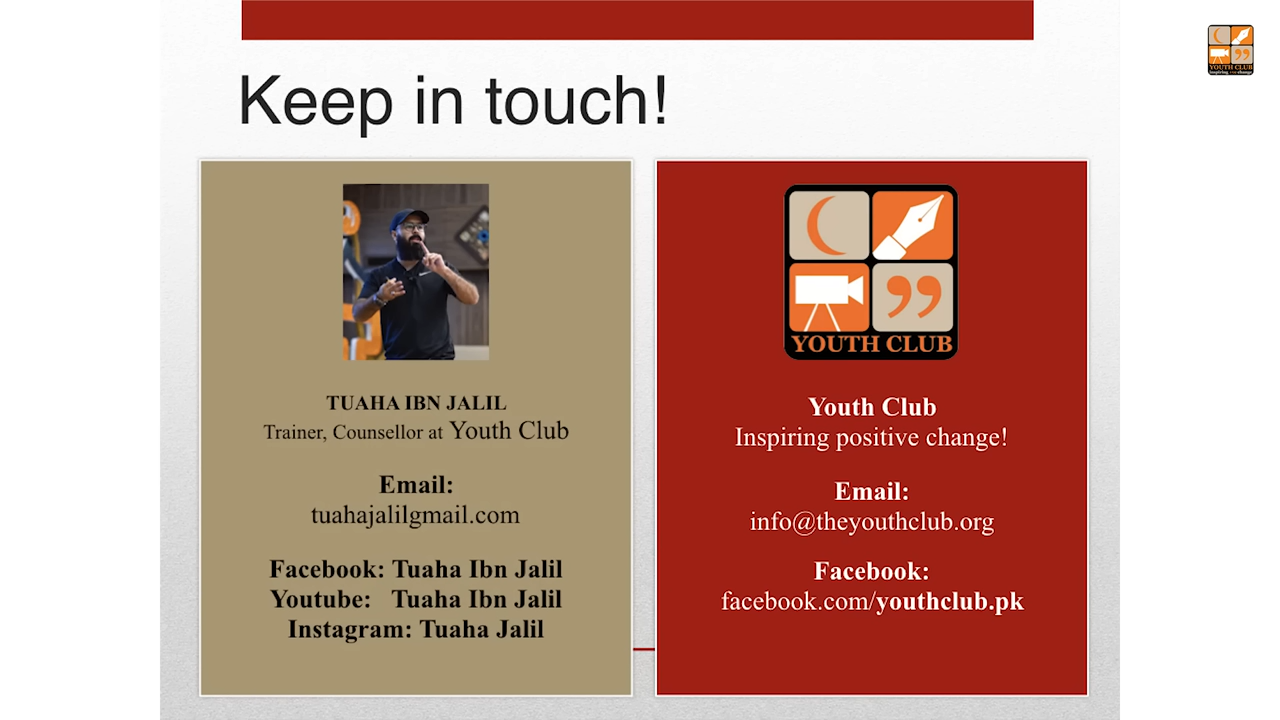 Keep in touch!
TUAHA IBN JALIL
Trainer, Counsellor at Youth Club
Email:
tuahajalilgmail.com
Facebook: Tuaha Ibn Jalil
Youtube: Tuaha Ibn Jalil
Instagram: Tuaha Jalil
YOUTH CLUB
Youth Club
Inspiring positive change!
Email:
info@theyouthclub.org
Facebook:
facebook.com/youthclub.pk
YOUTH CLUB